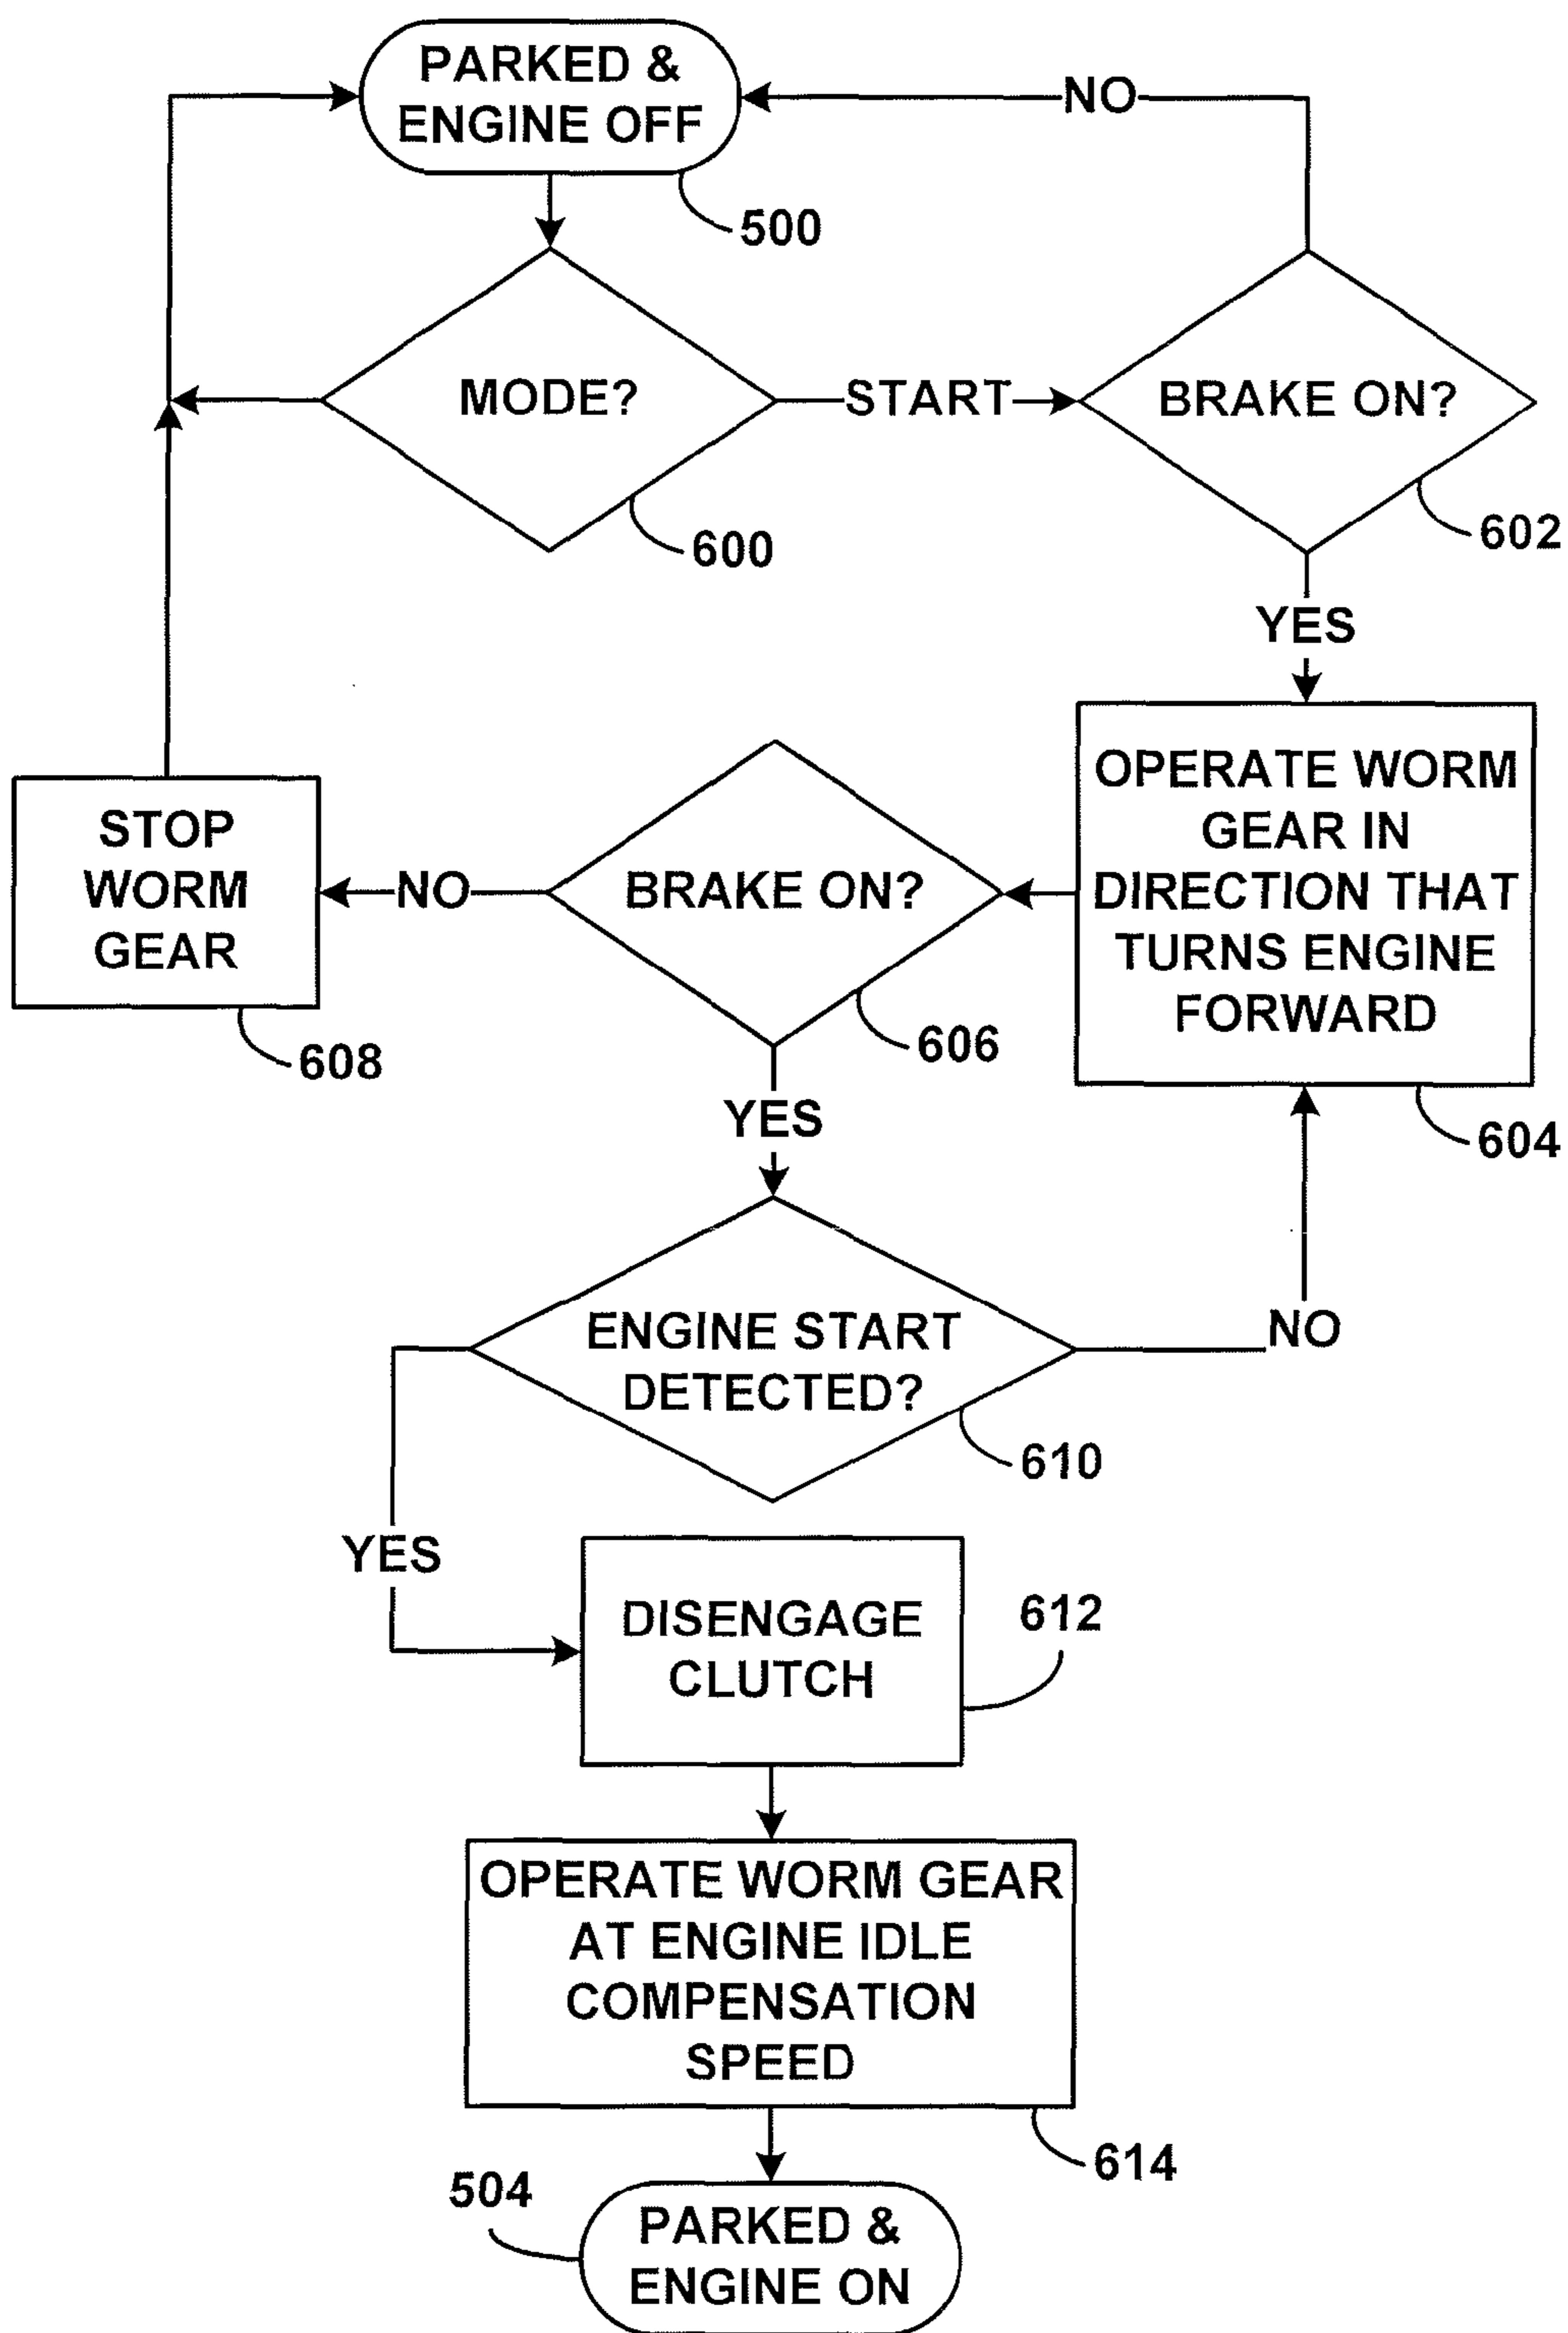 PARKED &
ENGINE OFF
NO
500
MODE?
START
BRAKE ON?
600
602
YES
OPERATE WORM
GEAR IN
DIRECTION THAT
TURNS ENGINE
FORWARD
604
BRAKE ON?
606
NO
STOP
WORM
GEAR
608
YES
ENGINE START
DETECTED?
NO
610
YES
DISENGAGE
CLUTCH
612
OPERATE WORM GEAR
AT ENGINE IDLE
COMPENSATION
SPEED
614
504
PARKED &
ENGINE ON